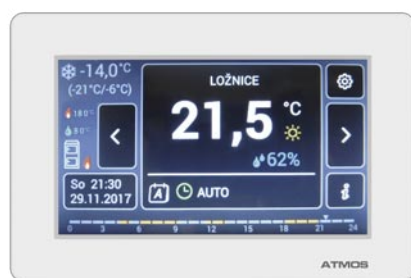 -14,0°C
(-21°C/-6°C)
LOŽNICE
21,5 °C
62%
180°
80°
So 21:30
29.11.2017
A AUTO
i
0 3 6 9 12 15 18 21 24
ATMOS